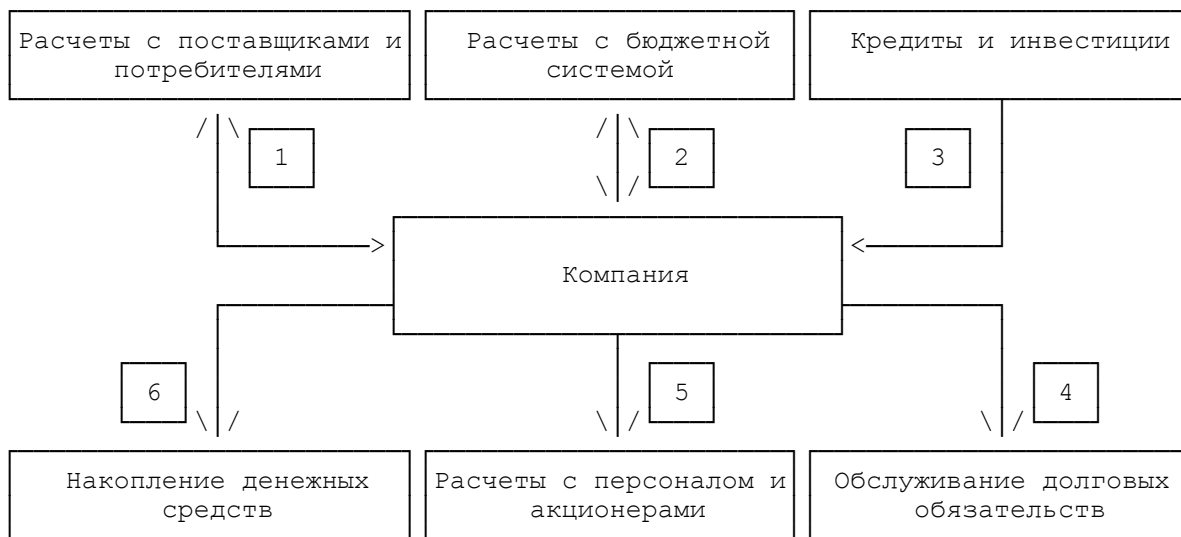 Расчеты с поставщиками и
потребителями
Расчеты с бюджетной
системой
Кредиты и инвестиции
1
2
3
Компания
6
5
4
Накопление денежных
средств
Расчеты с персоналом и
акционерами
Обслуживание долговых
обязательств